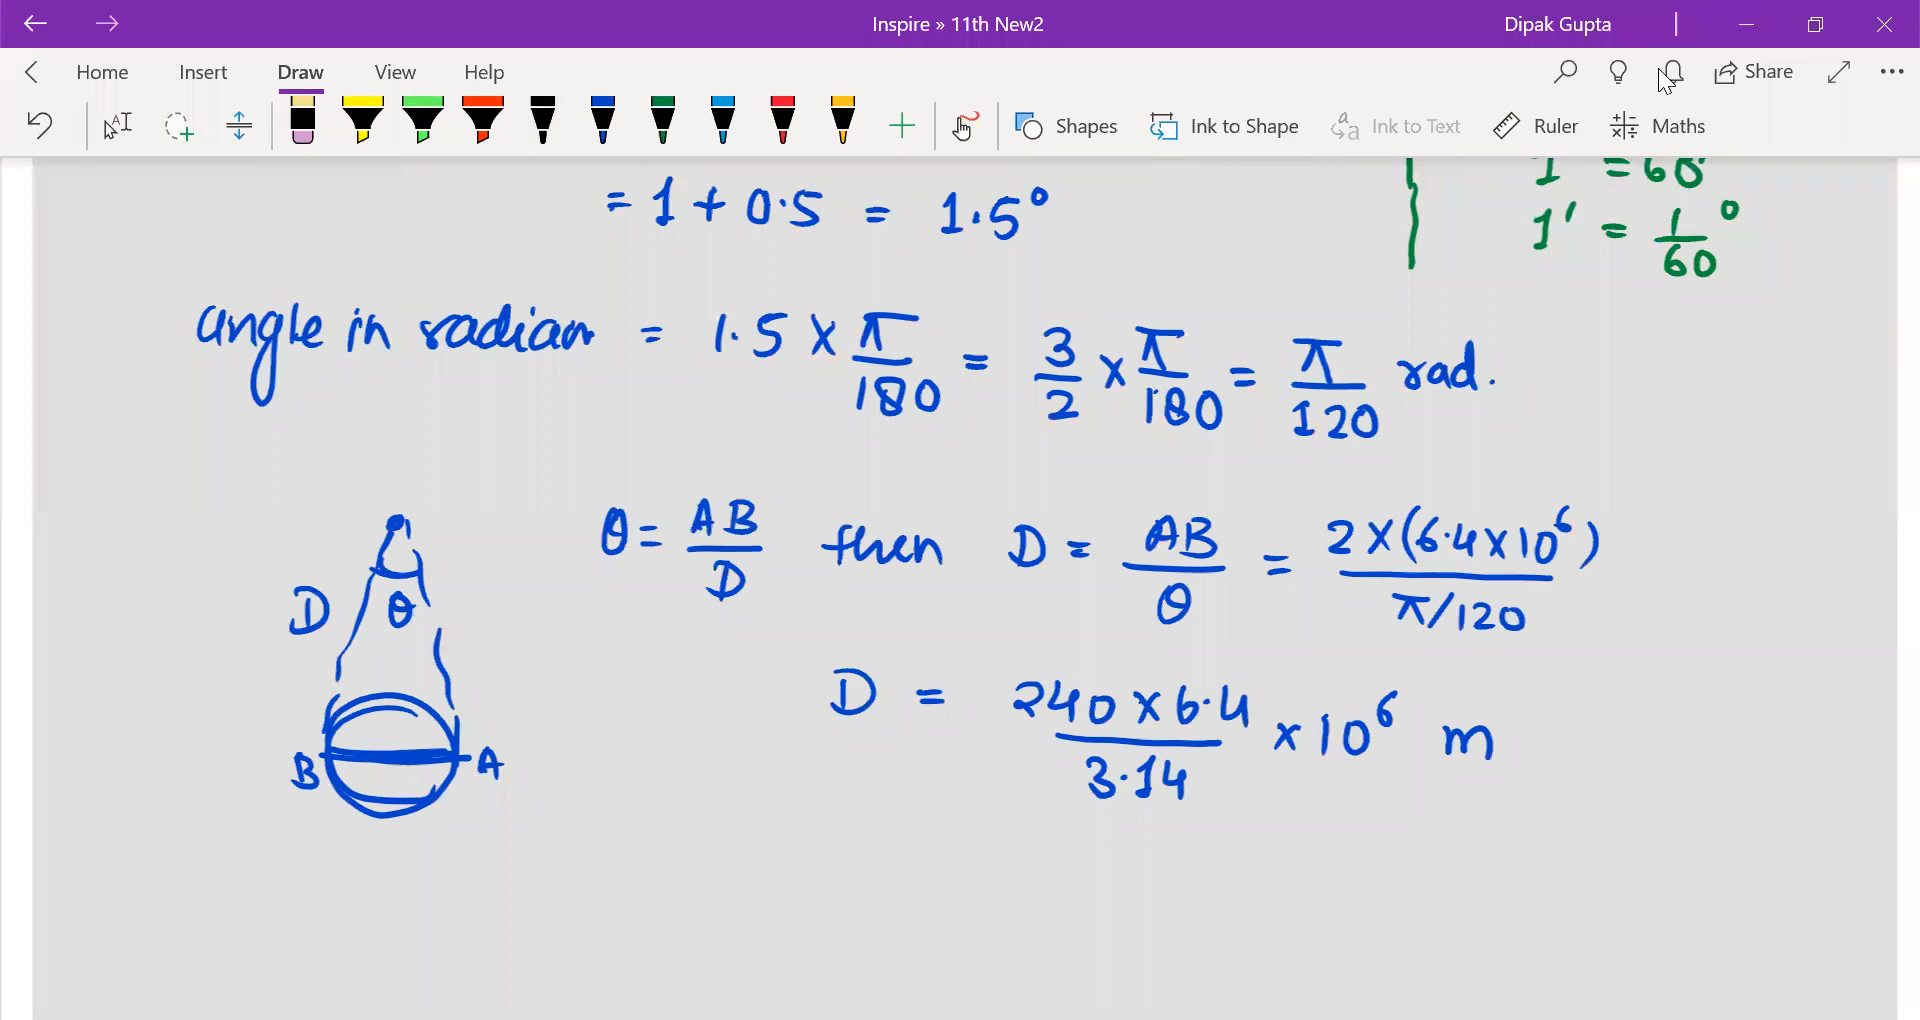 Inspire » 11th New2
Dipak Gupta
Home Insert Draw View Help
Share
Ink to Shape
Shapes
Ink to Text
Ruler
Maths
= 1 + 0.5 = 1.5°
1° = 60'
1' = 1/60 °
angle in radian = 1.5 × π/180 = 3/2 × π/180 = π/120 rad.
θ = AB/D then D = AB/θ = 2×(6.4×10⁶) / π/120
D = 240 × 6.4 / 3.14 × 10⁶ m
D
θ
B
A